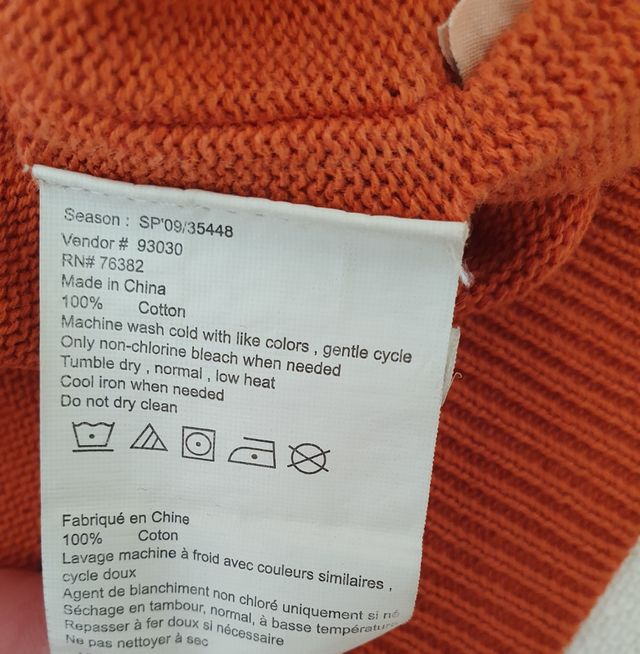 Season : SP'09/35448
Vendor # 93030
RN# 76382
Made in China
100% Cotton
Machine wash cold with like colors , gentle cycle
Only non-chlorine bleach when needed
Tumble dry , normal , low heat
Cool iron when needed
Do not dry clean
Fabriqué en Chine
100% Coton
Lavage machine à froid avec couleurs similaires ,
cycle doux
Agent de blanchiment non chloré uniquement si né
Séchage en tambour, normal, à basse température
Repasser à fer doux si nécessaire
Ne pas nettoyer à sec